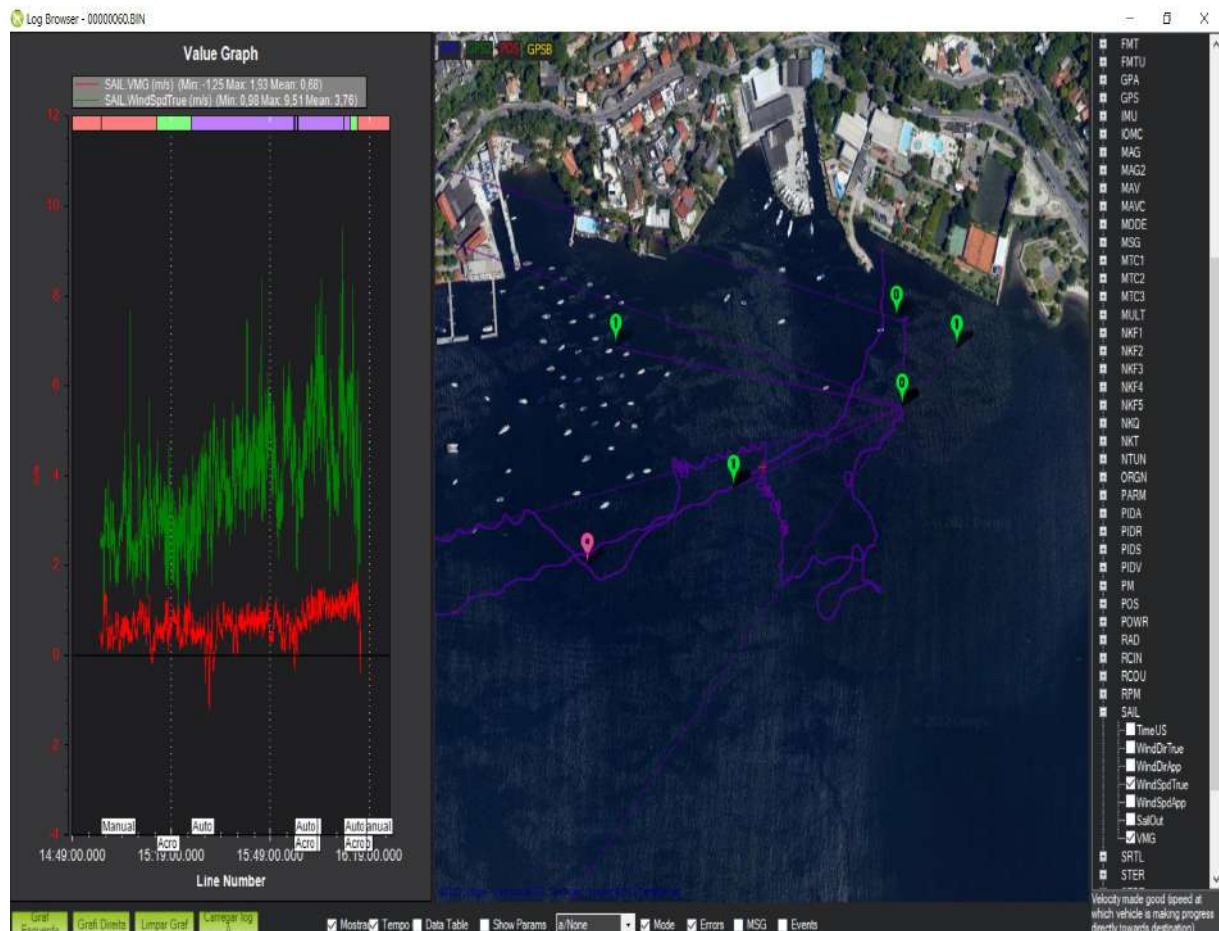 Log Browser - 00000060.BIN
Value Graph
SAIL.VMG (m/s) (Min: -1,25 Max: 1,93 Mean: 0,68)
SAIL.WindSpdTrue (m/s) (Min: 0,98 Max: 9,51 Mean: 3,76)
12
10
8
6
4
2
0
-2
-4
Manual
Auto
Auto
Auto
anual
Acro
Acro
Acro
14:49:00.000
15:19:00.000
15:49:00.000
16:19:00.000
Line Number
POS
GPSB
FMT
FMTU
GPA
GPS
IMU
IOMC
MAG
MAG2
MAV
MAVC
MODE
MSG
MTC1
MTC2
MTC3
MULT
NKF1
NKF2
NKF3
NKF4
NKF5
NKQ
NKT
NTUN
ORGN
PARM
PIDA
PIDR
PIDS
PIDV
PM
POS
POWR
RAD
RCIN
RCOU
RPM
SAIL
TimeUS
WindDirTrue
WindDirApp
WindSpdTrue
WindSpdApp
SailOut
VMG
SRTL
STER
Velocity made good (speed at
which vehicle is making progress
directly towards destination)
Graf
Esquerda
Grafi Direita
Limpar Graf
Carregar log
Mostra
Tempo
Data Table
Show Params
a/None
Mode
Errors
MSG
Events